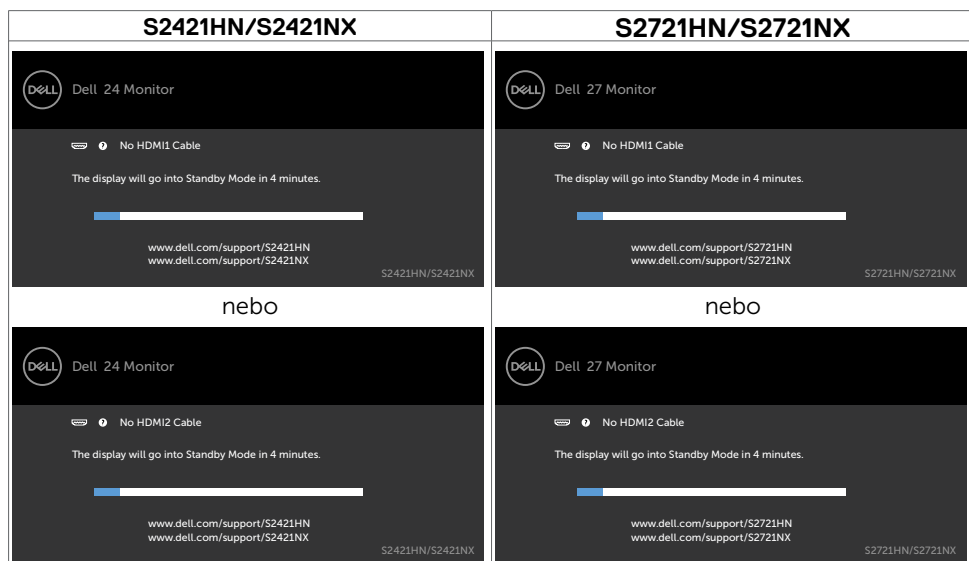 S2421HN/S2421NX
S2721HN/S2721NX
DELL Dell 24 Monitor
No HDMI1 Cable
The display will go into Standby Mode in 4 minutes.
www.dell.com/support/S2421HN
www.dell.com/support/S2421NX
S2421HN/S2421NX
DELL Dell 27 Monitor
? No HDMI1 Cable
The display will go into Standby Mode in 4 minutes.
www.dell.com/support/S2721HN
www.dell.com/support/S2721NX
S2721HN/S2721NX
nebo
nebo
DELL Dell 24 Monitor
? No HDMI2 Cable
The display will go into Standby Mode in 4 minutes.
www.dell.com/support/S2421HN
www.dell.com/support/S2421NX
S2421HN/S2421NX
DELL Dell 27 Monitor
? No HDMI2 Cable
The display will go into Standby Mode in 4 minutes.
www.dell.com/support/S2721HN
www.dell.com/support/S2721NX
S2721HN/S2721NX